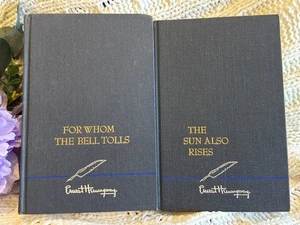 FOR WHOM
THE BELL TOLLS
Ernest Hemingway
THE
SUN ALSO
RISES
Ernest Hemingway